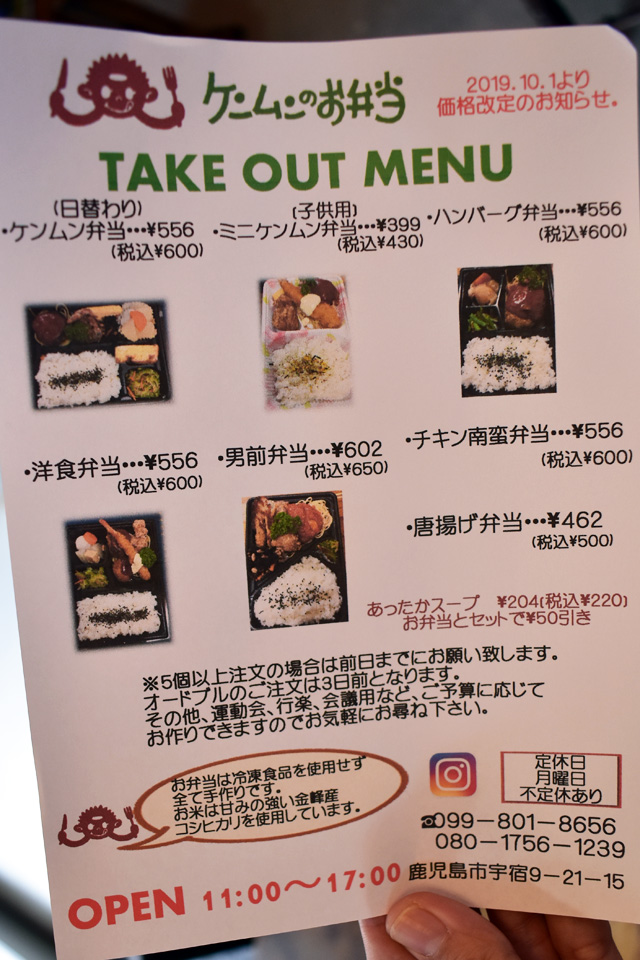 ケンムンのお弁当
2019.10.1より
価格改定のお知らせ。
TAKE OUT MENU
(日替わり)
・ケンムン弁当…¥556
(税込¥600)
(子供用)
・ミニケンムン弁当…¥399
(税込¥430)
・ハンバーグ弁当…¥556
(税込¥600)
・洋食弁当…¥556
(税込¥600)
・男前弁当…¥602
(税込¥650)
・チキン南蛮弁当…¥556
(税込¥600)
・唐揚げ弁当…¥462
(税込¥500)
あったかスープ ¥204(税込¥220)
お弁当とセットで¥50引き
※5個以上注文の場合は前日までにお願い致します。
オードブルのご注文は3日前となります。
その他、運動会、行楽、会議用など、ご予算に応じて
お作りできますのでお気軽にお尋ね下さい。
お弁当は冷凍食品を使用せず
全て手作りです。
お米は甘みの強い金峰産
コシヒカリを使用しています。
定休日
月曜日
不定休あり
☎099-801-8656
080-1756-1239
OPEN 11:00～17:00
鹿児島市宇宿9-21-15